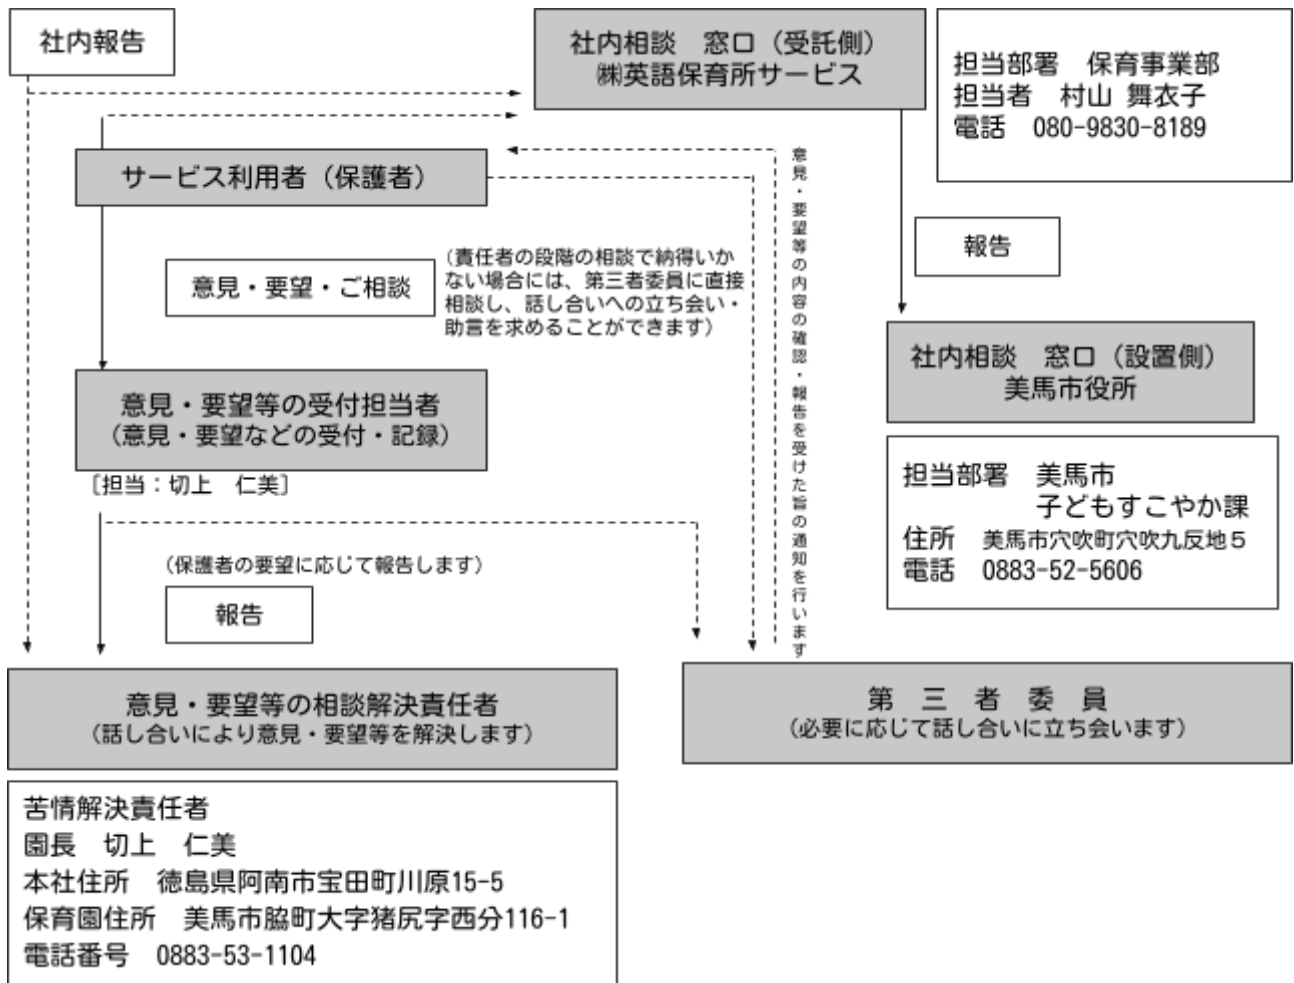 社内報告
社内相談　窓口（受託側）
㈱英語保育所サービス
担当部署　保育事業部
担当者　村山 舞衣子
電話　080-9830-8189
サービス利用者（保護者）
意見・要望・ご相談
（責任者の段階の相談で納得いか
ない場合には、第三者委員に直接
相談し、話し合いへの立ち会い・
助言を求めることができます）
意見・要望等の内容の確認・報告を受けた旨の通知を行います
報告
社内相談　窓口（設置側）
美馬市役所
担当部署　美馬市
子どもすこやか課
住所　美馬市穴吹町穴吹九反地５
電話　0883-52-5606
意見・要望等の受付担当者
（意見・要望などの受付・記録）
［担当：切上　仁美］
（保護者の要望に応じて報告します）
報告
意見・要望等の相談解決責任者
（話し合いにより意見・要望等を解決します）
第　三　者　委　員
（必要に応じて話し合いに立ち会います）
苦情解決責任者
園長　切上　仁美
本社住所　徳島県阿南市宝田町川原15-5
保育園住所　美馬市脇町大字猪尻字西分116-1
電話番号　0883-53-1104